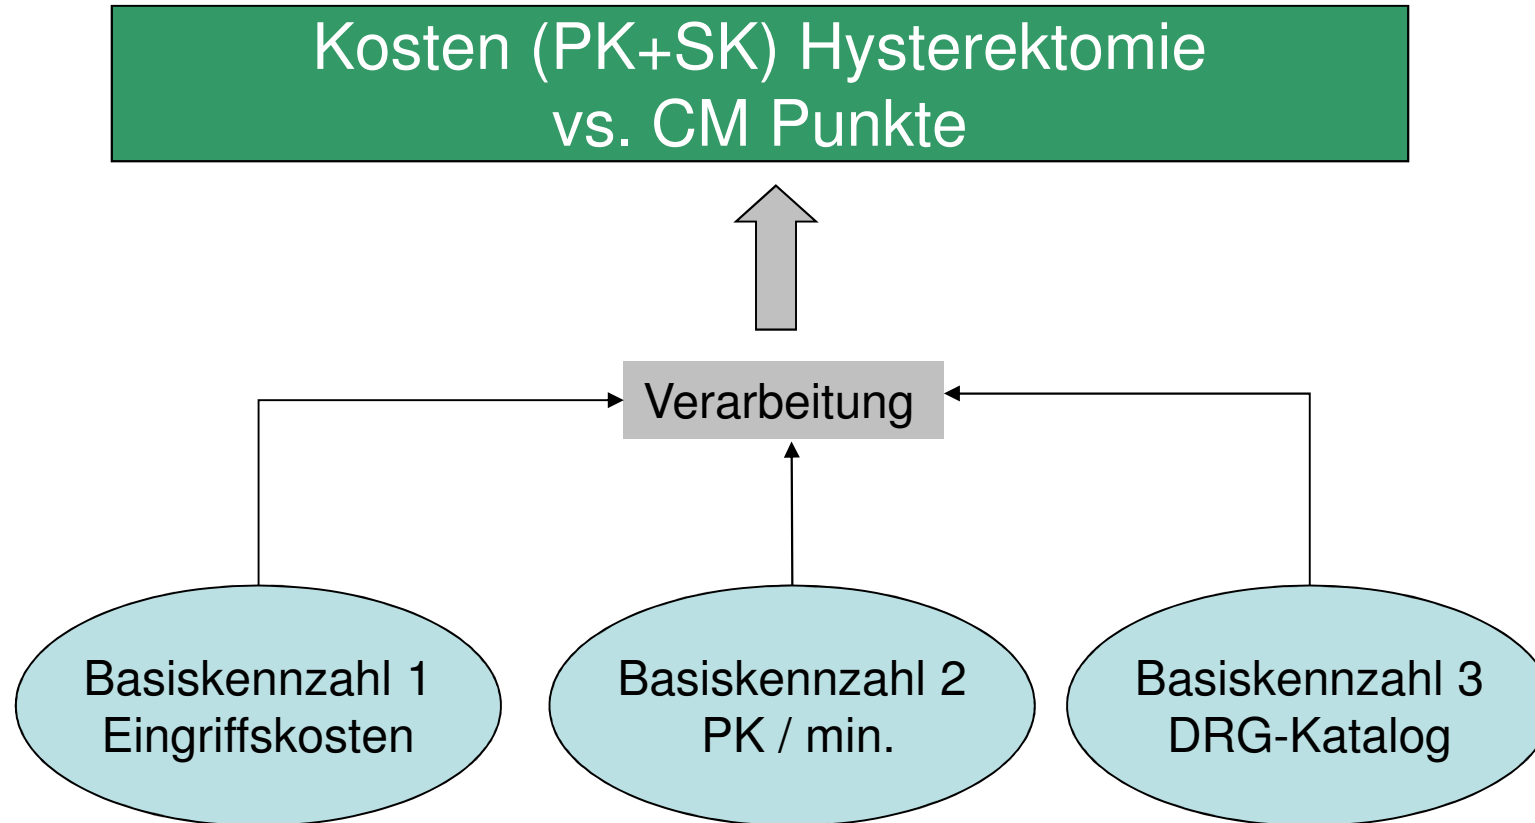 Kosten (PK+SK) Hysterektomie
vs. CM Punkte
Verarbeitung
Basiskennzahl 1
Eingriffskosten
Basiskennzahl 2
PK / min.
Basiskennzahl 3
DRG-Katalog